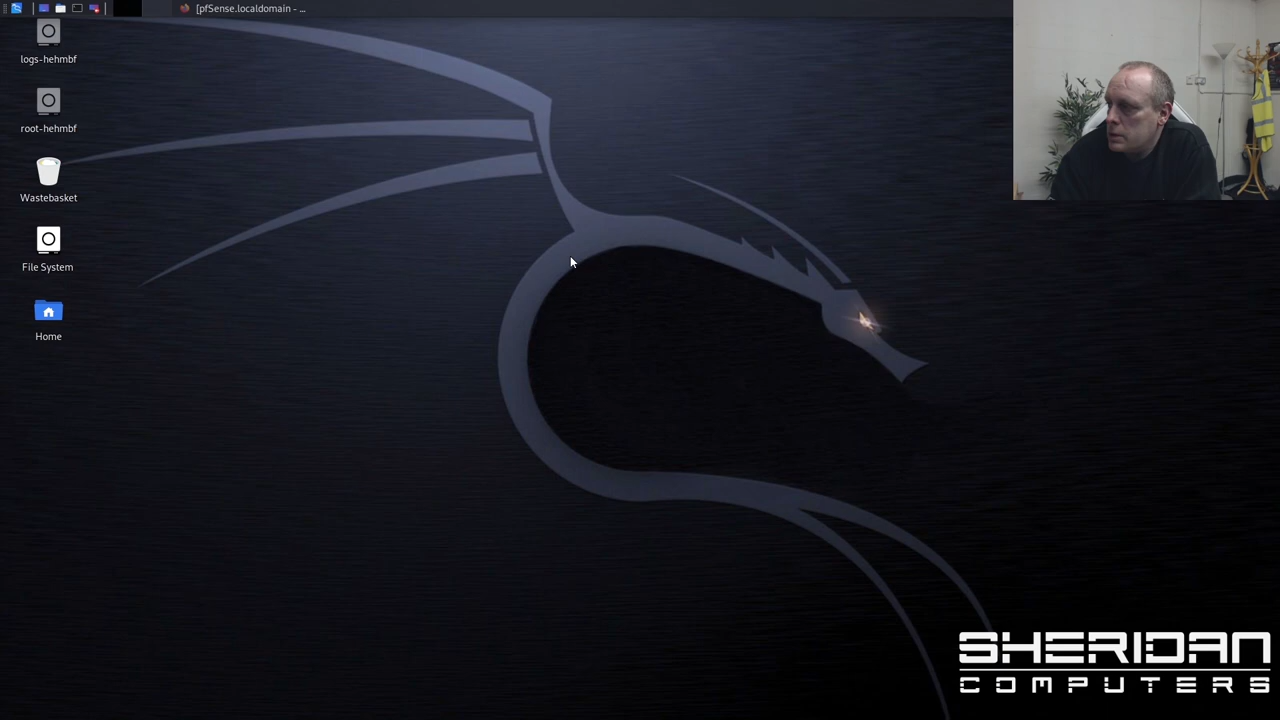 [pfSense.localdomain - ...
logs-hehmbf
root-hehmbf
Wastebasket
File System
Home
SHERIDAN
COMPUTERS